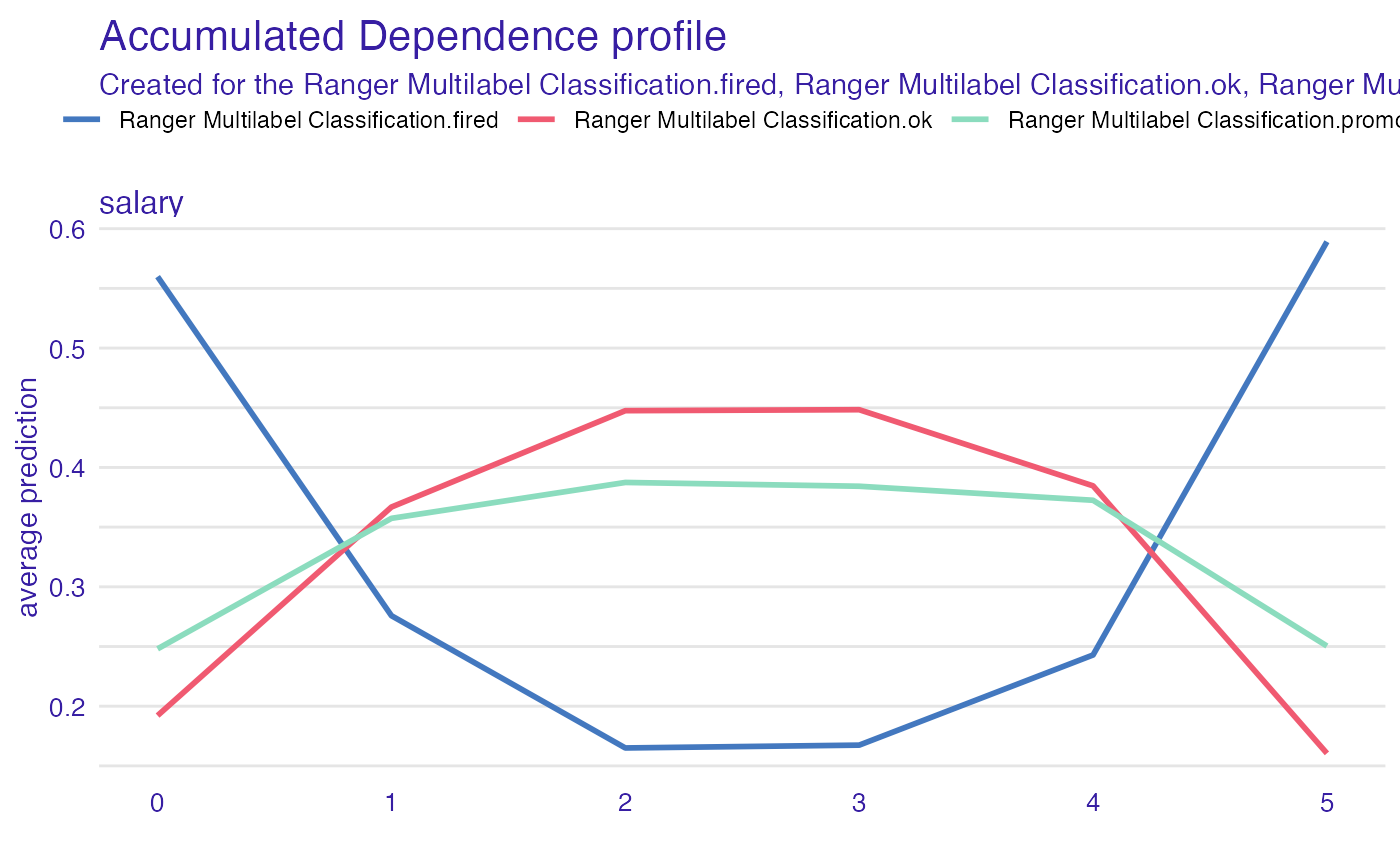 Accumulated Dependence profile
Created for the Ranger Multilabel Classification.fired, Ranger Multilabel Classification.ok, Ranger Mu
Ranger Multilabel Classification.fired Ranger Multilabel Classification.ok Ranger Multilabel Classification.promo
salary
0.6
0.5
0.4
0.3
0.2
average prediction
0 1 2 3 4 5